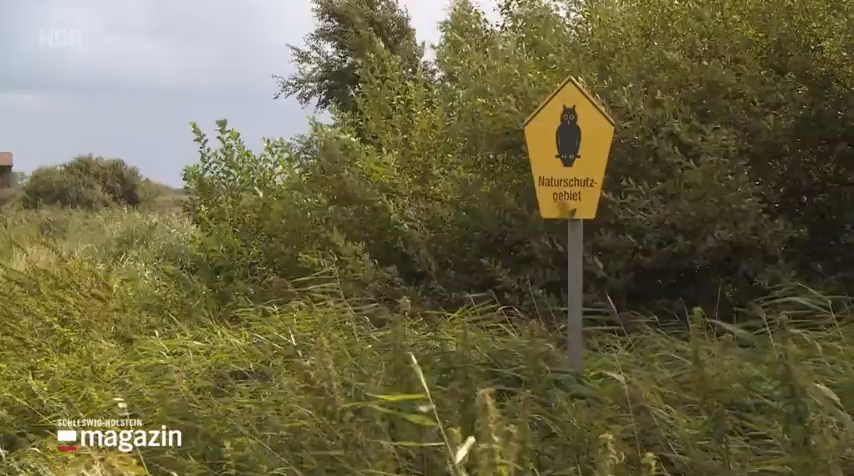 NDR
Naturschutz-
gebiet
SCHLESWIG-HOLSTEIN
magazin